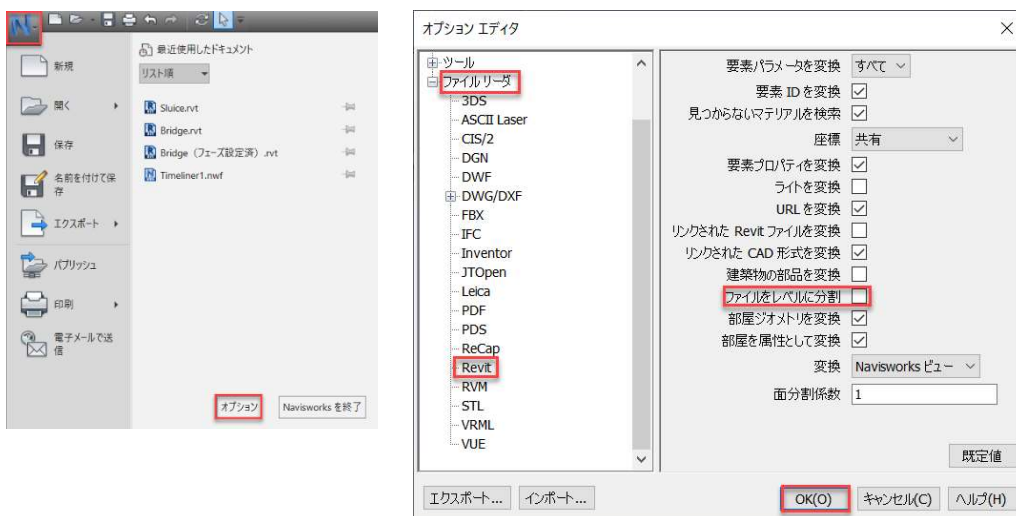 最近使用したドキュメント
リスト順
新規
開く
保存
名前を付けて保
存
エクスポート
パブリッシュ
印刷
電子メールで送
信
Sluice.rvt
Bridge.rvt
Bridge（フェーズ設定済）.rvt
Timeliner1.nwf
オプション
Navisworks を終了
オプション エディタ
ツール
ファイル リーダ
3DS
ASCII Laser
CIS/2
DGN
DWF
DWG/DXF
FBX
IFC
Inventor
JTOpen
Leica
PDF
PDS
ReCap
Revit
RVM
STL
VRML
VUE
要素パラメータを変換 すべて
要素 ID を変換
見つからないマテリアルを検索
座標 共有
要素プロパティを変換
ライトを変換
URL を変換
リンクされた Revit ファイルを変換
リンクされた CAD 形式を変換
建築物の部品を変換
ファイルをレベルに分割
部屋ジオメトリを変換
部屋を属性として変換
変換 Navisworks ビュー
面分割係数 1
既定値
エクスポート...
インポート...
OK(O)
キャンセル(C)
ヘルプ(H)